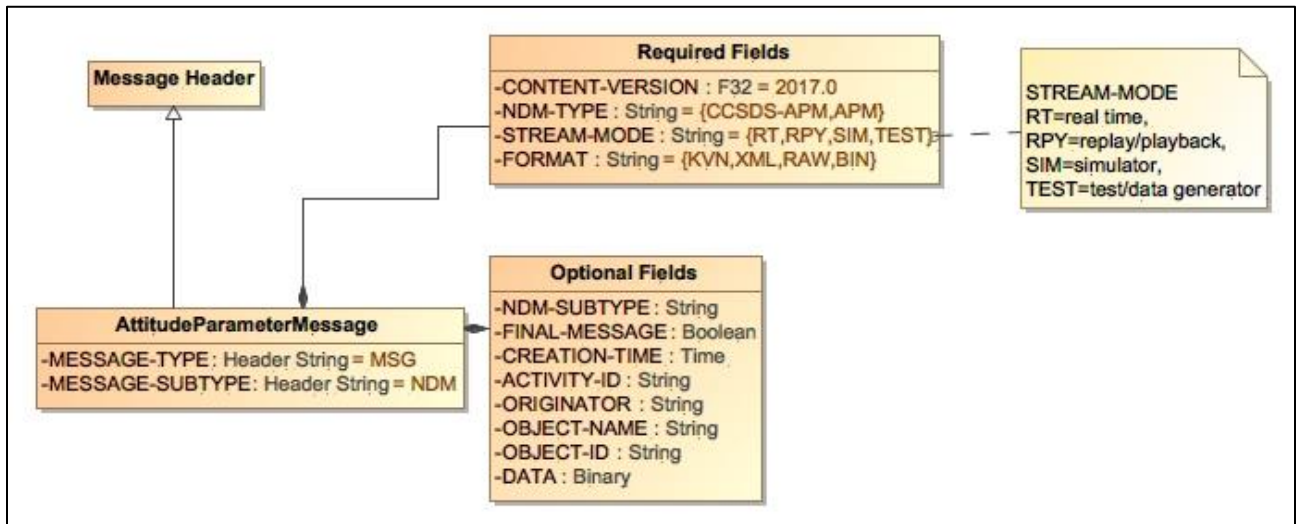 Message Header
Required Fields
-CONTENT-VERSION : F32 = 2017.0
-NDM-TYPE : String = {CCSDS-APM,APM}
-STREAM-MODE : String = {RT,RPY,SIM,TEST}
-FORMAT : String = {KVN,XML,RAW,BIN}
STREAM-MODE
RT=real time,
RPY=replay/playback,
SIM=simulator,
TEST=test/data generator
AttitudeParameterMessage
-MESSAGE-TYPE : Header String = MSG
-MESSAGE-SUBTYPE : Header String = NDM
Optional Fields
-NDM-SUBTYPE : String
-FINAL-MESSAGE : Boolean
-CREATION-TIME : Time
-ACTIVITY-ID : String
-ORIGINATOR : String
-OBJECT-NAME : String
-OBJECT-ID : String
-DATA : Binary